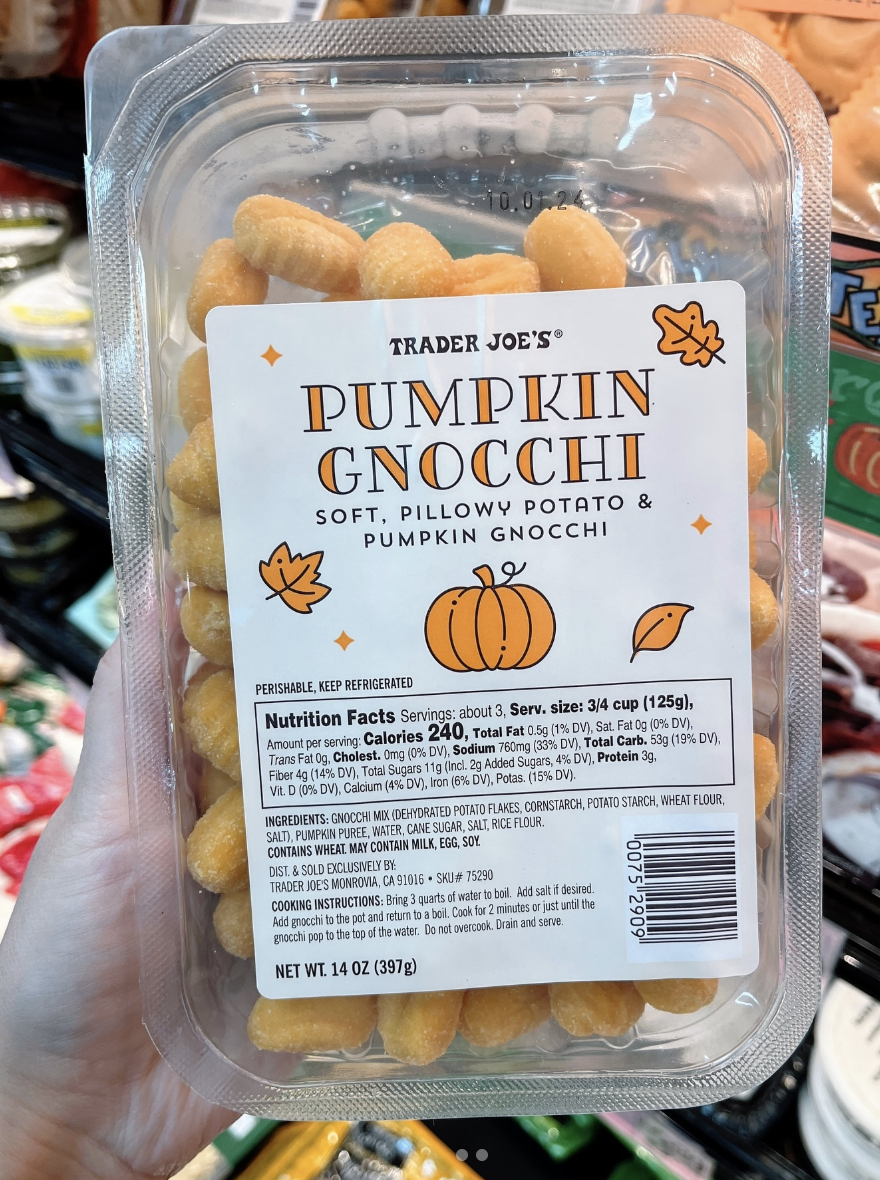 10.01.24
TRADER JOE'S®
PUMPKIN
GNOCCHI
SOFT, PILLOWY POTATO &
PUMPKIN GNOCCHI
PERISHABLE, KEEP REFRIGERATED
Nutrition Facts Servings: about 3, Serv. size: 3/4 cup (125g),
Amount per serving: Calories 240, Total Fat 0.5g (1% DV), Sat. Fat 0g (0% DV),
Trans Fat 0g, Cholest. 0mg (0% DV), Sodium 760mg (33% DV), Total Carb. 53g (19% DV),
Fiber 4g (14% DV), Total Sugars 11g (Incl. 2g Added Sugars, 4% DV), Protein 3g,
Vit. D (0% DV), Calcium (4% DV), Iron (6% DV), Potas. (15% DV).
INGREDIENTS: GNOCCHI MIX (DEHYDRATED POTATO FLAKES, CORNSTARCH, POTATO STARCH, WHEAT FLOUR,
SALT), PUMPKIN PUREE, WATER, CANE SUGAR, SALT, RICE FLOUR.
CONTAINS WHEAT. MAY CONTAIN MILK, EGG, SOY.
DIST. & SOLD EXCLUSIVELY BY:
TRADER JOE'S MONROVIA, CA 91016 • SKU# 75290
COOKING INSTRUCTIONS: Bring 3 quarts of water to boil. Add salt if desired.
Add gnocchi to the pot and return to a boil. Cook for 2 minutes or just until the
gnocchi pop to the top of the water. Do not overcook. Drain and serve.
0075 2909
NET WT. 14 OZ (397g)